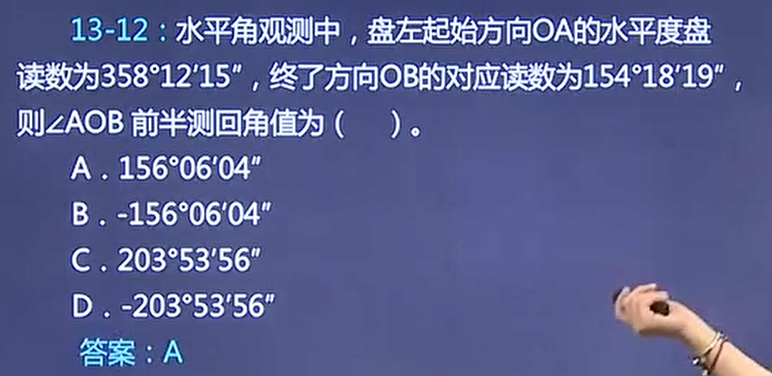 13-12：水平角观测中，盘左起始方向OA的水平度盘
读数为358°12′15″，终了方向OB的对应读数为154°18′19″，
则∠AOB 前半测回角值为（  ）。
A．156°06′04″
B．-156°06′04″
C．203°53′56″
D．-203°53′56″
答案：A